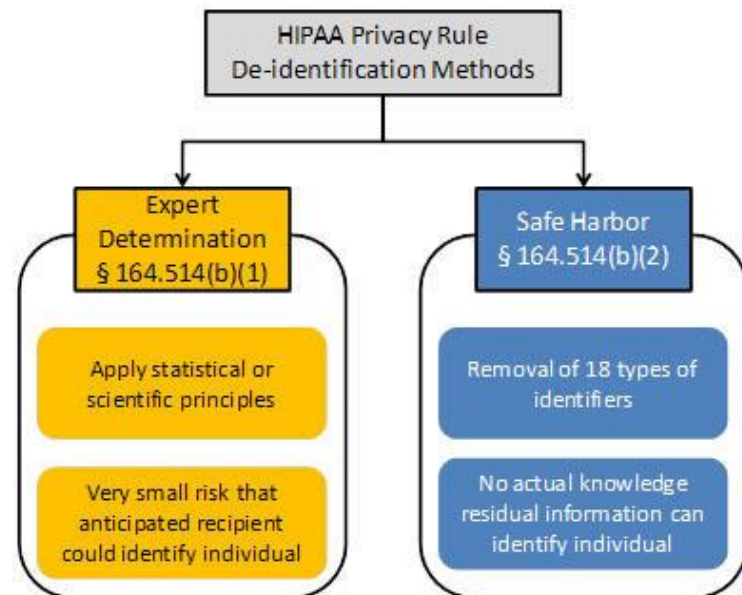 HIPAA Privacy Rule
De-identification Methods
Expert
Determination
§ 164.514(b)(1)
Apply statistical or
scientific principles
Very small risk that
anticipated recipient
could identify individual
Safe Harbor
§ 164.514(b)(2)
Removal of 18 types of
identifiers
No actual knowledge
residual information can
identify individual